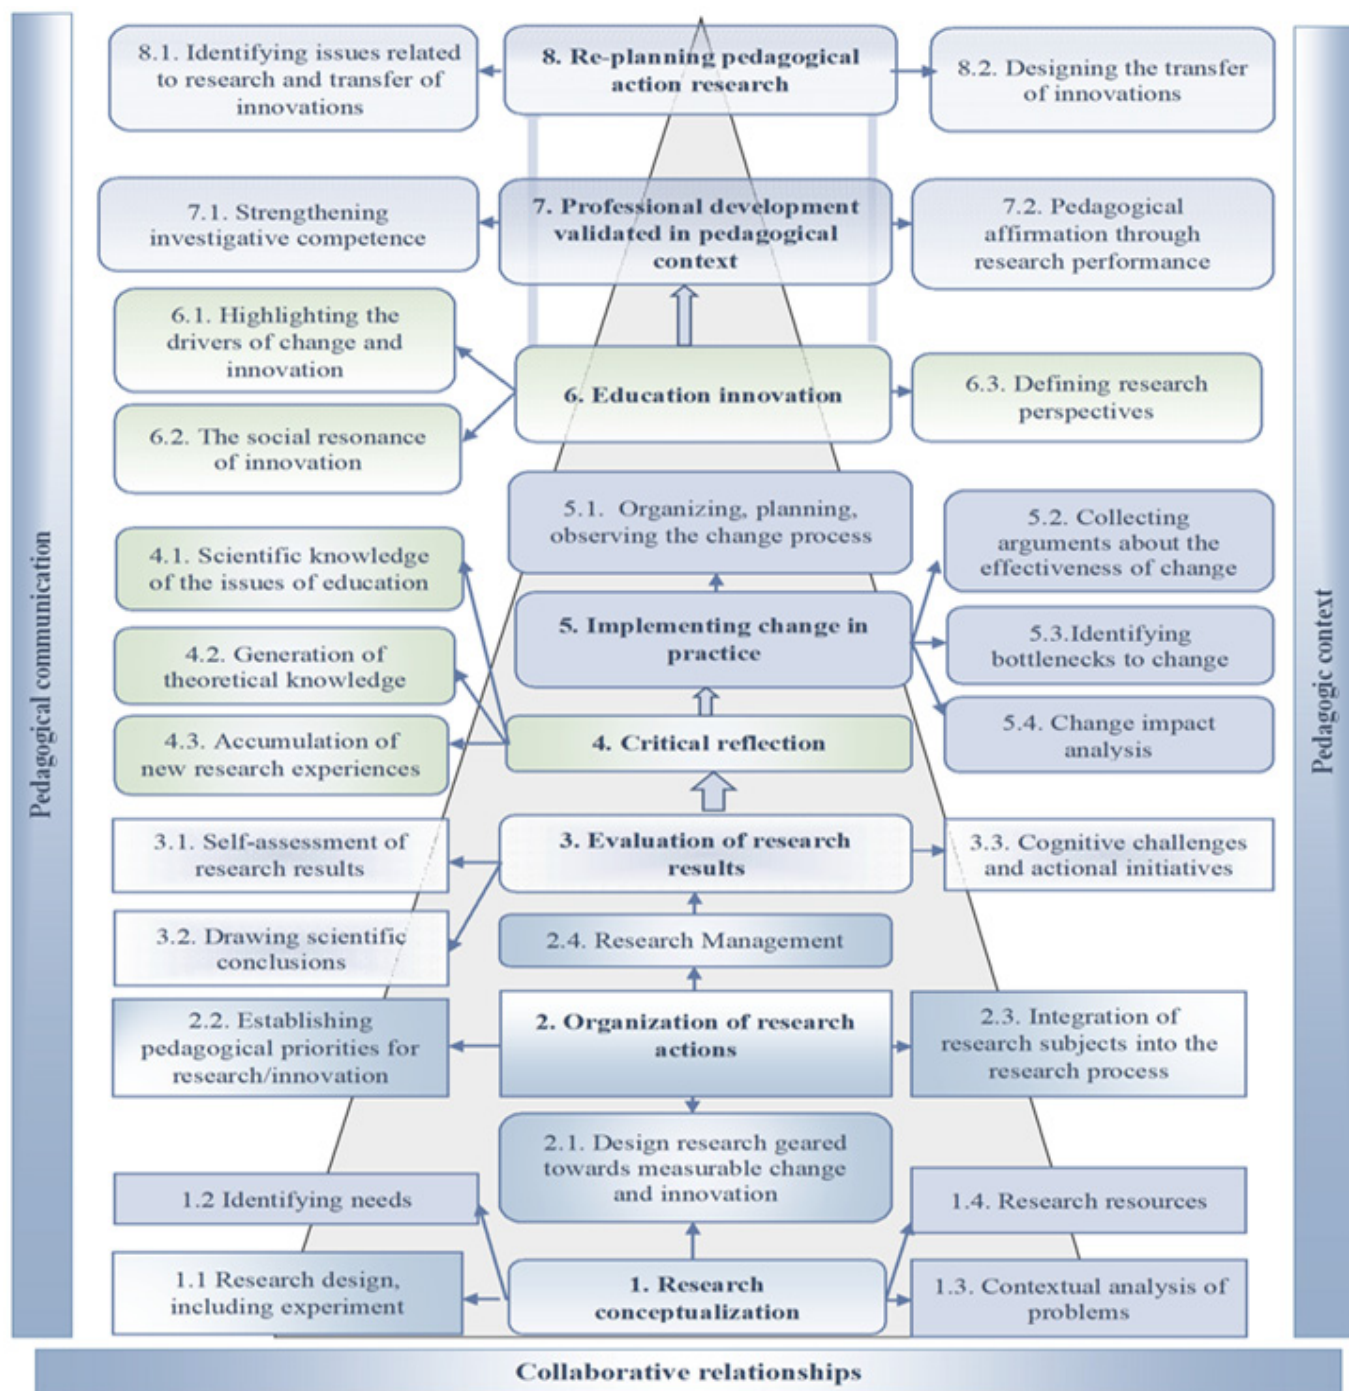 8.1. Identifying issues related
to research and transfer of
innovations
8. Re-planning pedagogical
action research
8.2. Designing the transfer
of innovations
7.1. Strengthening
investigative competence
7. Professional development
validated in pedagogical
context
7.2. Pedagogical
affirmation through
research performance
6.1. Highlighting the
drivers of change and
innovation
6. Education innovation
6.3. Defining research
perspectives
6.2. The social resonance
of innovation
5.1. Organizing, planning,
observing the change process
5.2. Collecting
arguments about the
effectiveness of change
4.1. Scientific knowledge
of the issues of education
5. Implementing change in
practice
5.3.Identifying
bottlenecks to change
4.2. Generation of
theoretical knowledge
5.4. Change impact
analysis
4. Critical reflection
4.3. Accumulation of
new research experiences
3.1. Self-assessment of
research results
3. Evaluation of research
results
3.3. Cognitive challenges
and actional initiatives
3.2. Drawing scientific
conclusions
2.4. Research Management
2.2. Establishing
pedagogical priorities for
research/innovation
2. Organization of research
actions
2.3. Integration of
research subjects into the
research process
2.1. Design research geared
towards measurable change
and innovation
1.2 Identifying needs
1.4. Research resources
1.1 Research design,
including experiment
1. Research
conceptualization
1.3. Contextual analysis of
problems
Pedagogical communication
Pedagogic context
Collaborative relationships